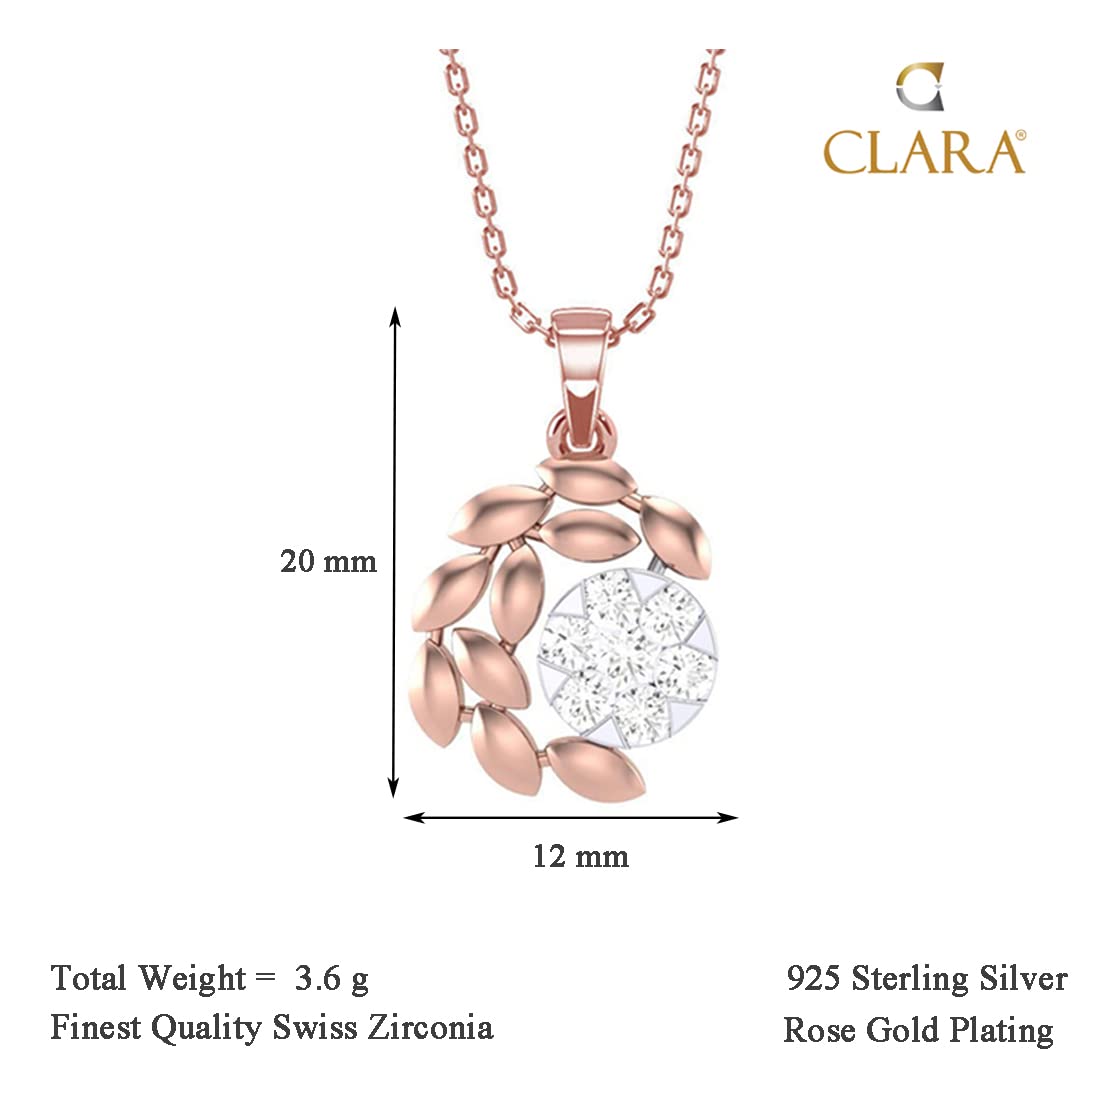 CLARA®
20 mm
12 mm
Total Weight = 3.6 g
Finest Quality Swiss Zirconia
925 Sterling Silver
Rose Gold Plating